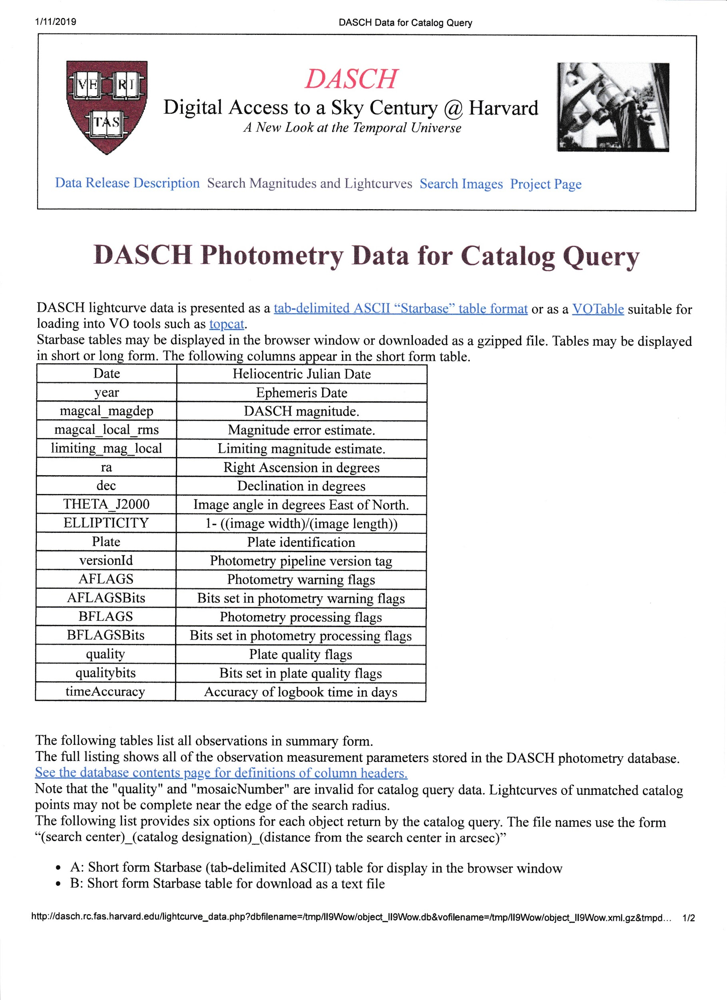 1/11/2019 DASCH Data for Catalog Query
VE RI
TAS
DASCH
Digital Access to a Sky Century @ Harvard
A New Look at the Temporal Universe
Data Release Description Search Magnitudes and Lightcurves Search Images Project Page
DASCH Photometry Data for Catalog Query
DASCH lightcurve data is presented as a tab-delimited ASCII “Starbase” table format or as a VOTable suitable for
loading into VO tools such as topcat.
Starbase tables may be displayed in the browser window or downloaded as a gzipped file. Tables may be displayed
in short or long form. The following columns appear in the short form table.
Date Heliocentric Julian Date
year Ephemeris Date
magcal_magdep DASCH magnitude.
magcal_local_rms Magnitude error estimate.
limiting_mag_local Limiting magnitude estimate.
ra Right Ascension in degrees
dec Declination in degrees
THETA_J2000 Image angle in degrees East of North.
ELLIPTICITY 1- ((image width)/(image length))
Plate Plate identification
versionId Photometry pipeline version tag
AFLAGS Photometry warning flags
AFLAGSBits Bits set in photometry warning flags
BFLAGS Photometry processing flags
BFLAGSBits Bits set in photometry processing flags
quality Plate quality flags
qualitybits Bits set in plate quality flags
timeAccuracy Accuracy of logbook time in days
The following tables list all observations in summary form.
The full listing shows all of the observation measurement parameters stored in the DASCH photometry database.
See the database contents page for definitions of column headers.
Note that the "quality" and "mosaicNumber" are invalid for catalog query data. Lightcurves of unmatched catalog
points may not be complete near the edge of the search radius.
The following list provides six options for each object return by the catalog query. The file names use the form
“(search center)_(catalog designation)_(distance from the search center in arcsec)”
• A: Short form Starbase (tab-delimited ASCII) table for display in the browser window
• B: Short form Starbase table for download as a text file
http://dasch.rc.fas.harvard.edu/lightcurve_data.php?dbfilename=/tmp/II9Wow/object_II9Wow.db&vofilename=/tmp/II9Wow/object_II9Wow.xml.gz&tmpd... 1/2